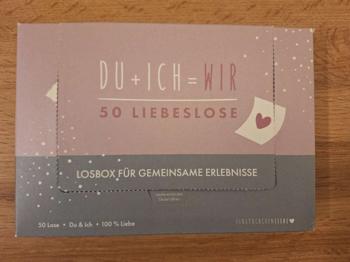 DU + ICH = WIR
50 LIEBESLOSE
LOSBOX FÜR GEMEINSAME ERLEBNISSE
50 Lose • Du & Ich • 100 % Liebe